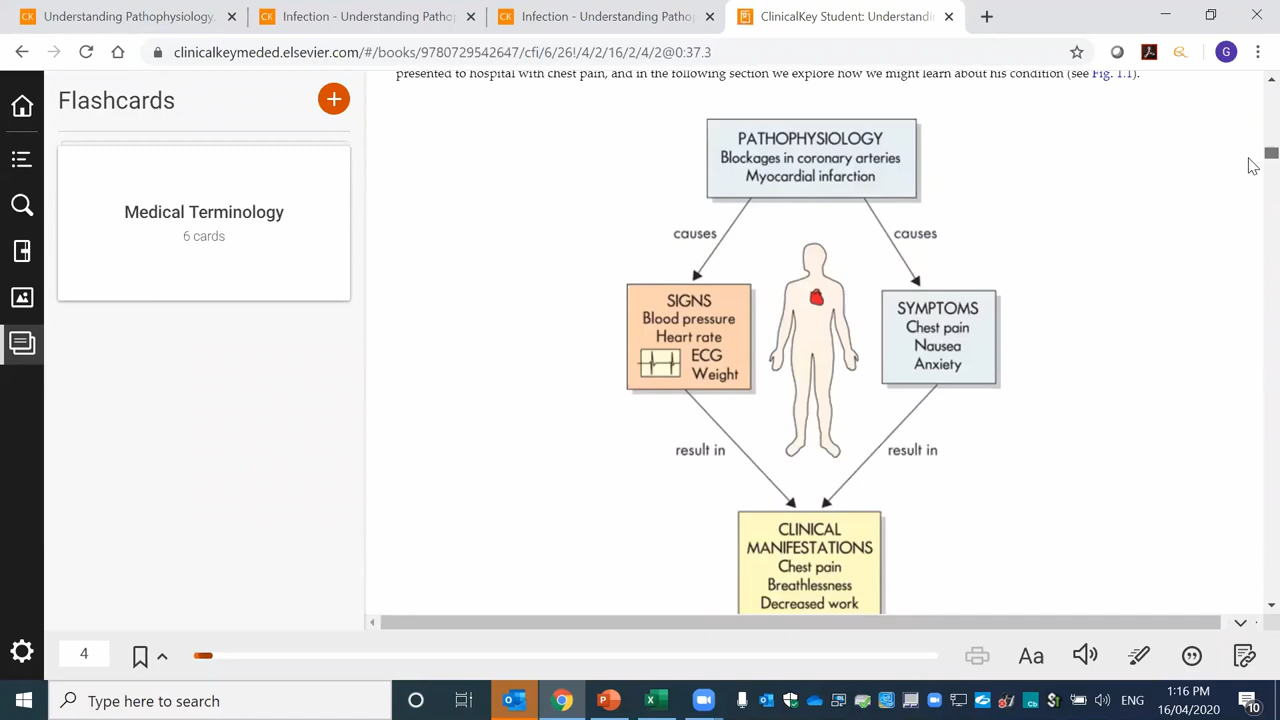 Understanding Pathophysiology.
Infection - Understanding Pathop
Infection - Understanding Pathop
ClinicalKey Student: Understandi
clinicalkeymeded.elsevier.com/#/books/9780729542647/cfi/6/26!/4/2/16/2/4/2@0:37.3
G
Flashcards
Medical Terminology
6 cards
presented to hospital with chest pain, and in the following section we explore how we might learn about his condition (see Fig. 1.1).
PATHOPHYSIOLOGY
Blockages in coronary arteries
Myocardial infarction
causes
causes
SIGNS
Blood pressure
Heart rate
ECG
Weight
SYMPTOMS
Chest pain
Nausea
Anxiety
result in
result in
CLINICAL
MANIFESTATIONS
Chest pain
Breathlessness
Decreased work
4
Aa
Type here to search
ENG
1:16 PM
16/04/2020
10